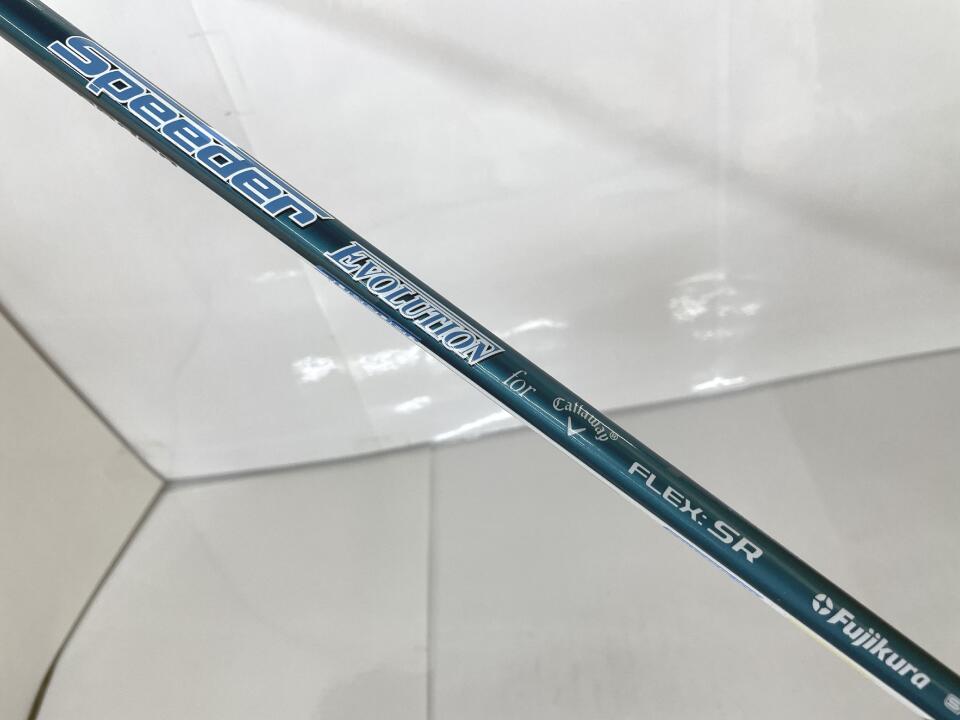 Speeder
EVOLUTION
for
Callaway®
FLEX: SR
Fujikura